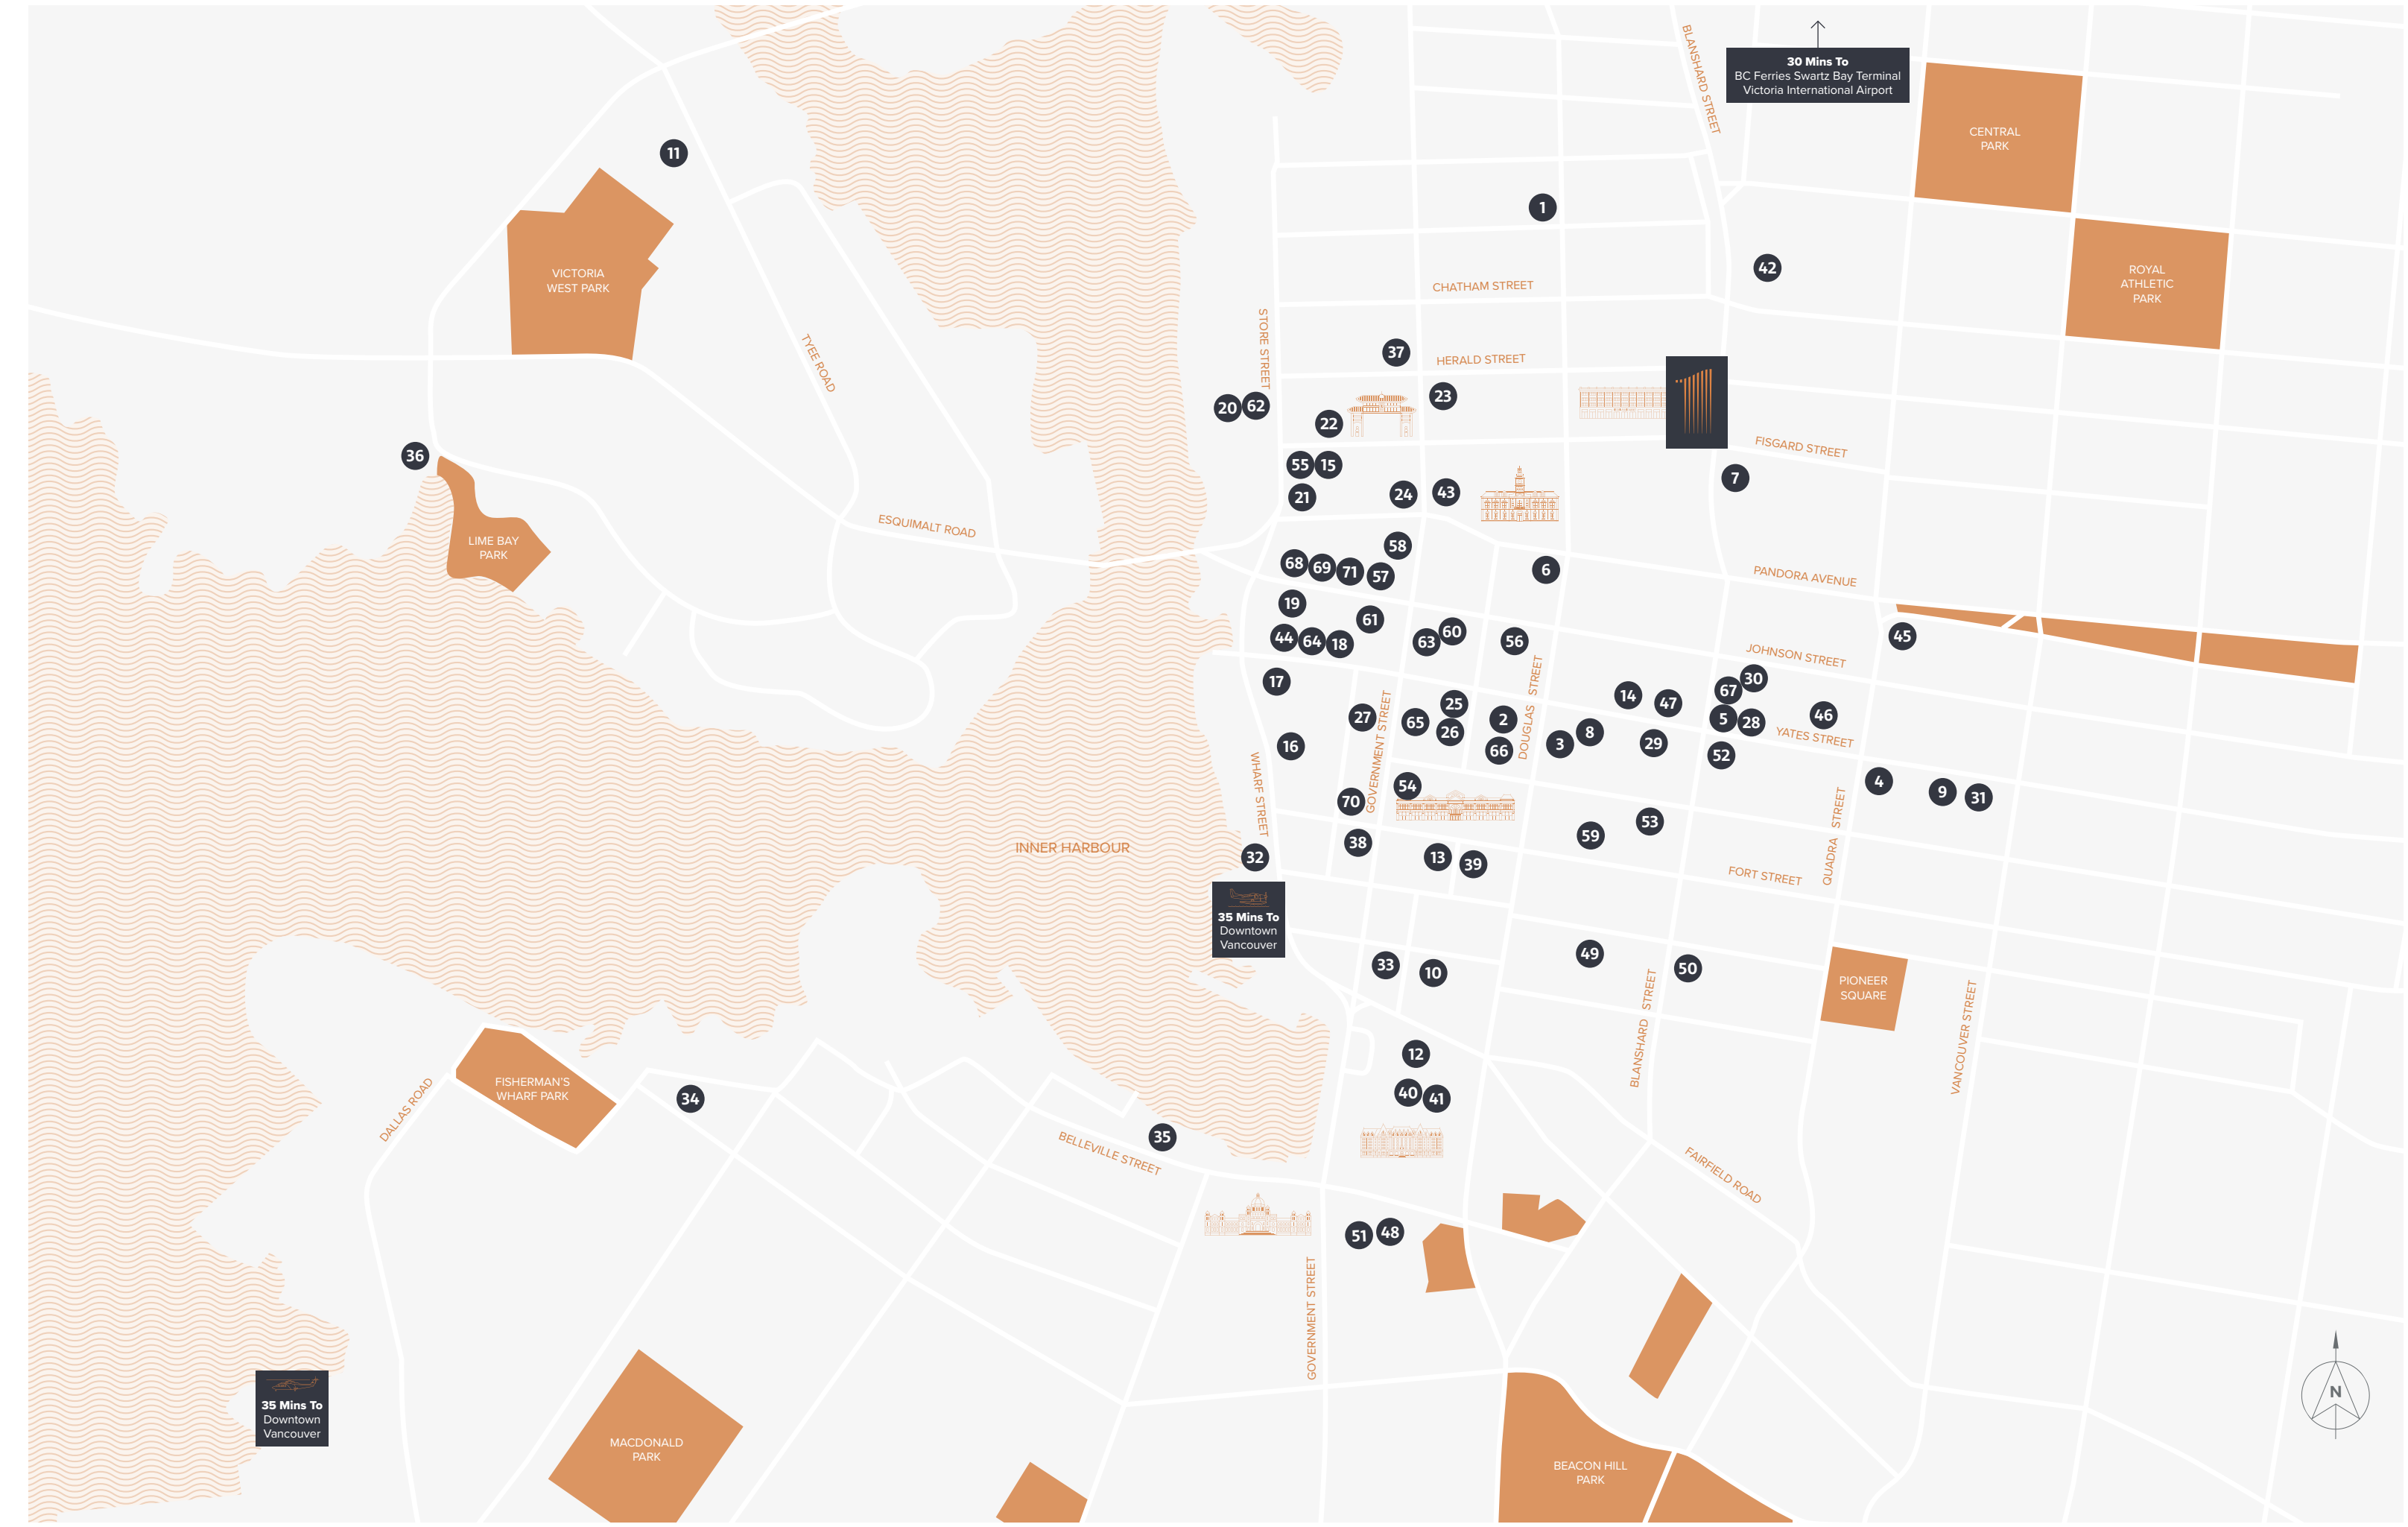 BLANSHARD STREET
30 Mins To
BC Ferries Swartz Bay Terminal
Victoria International Airport
CENTRAL
PARK
11
1
42
VICTORIA
WEST PARK
ROYAL
ATHLETIC
PARK
CHATHAM STREET
STORE STREET
TYEE ROAD
37
HERALD STREET
23
20
62
22
FISGARD STREET
36
55
15
7
21
24
43
ESQUIMALT ROAD
LIME BAY
PARK
58
68
69
71
57
6
PANDORA AVENUE
19
61
44
64
18
63
60
56
45
JOHNSON STREET
17
30
67
14
47
25
27
65
26
2
DOUGLAS STREET
5
28
46
YATES STREET
16
66
3
8
29
52
GOVERNMENT STREET
WHARF STREET
54
70
4
9
31
53
59
QUADRA STREET
38
INNER HARBOUR
32
13
39
FORT STREET
35 Mins To
Downtown
Vancouver
33
10
49
50
PIONEER
SQUARE
BLANSHARD STREET
VANCOUVER STREET
12
40
41
FISHERMAN'S
WHARF PARK
DALLAS ROAD
34
35
BELLEVILLE STREET
FAIRFIELD ROAD
51
48
GOVERNMENT STREET
35 Mins To
Downtown
Vancouver
MACDONALD
PARK
BEACON HILL
PARK
N